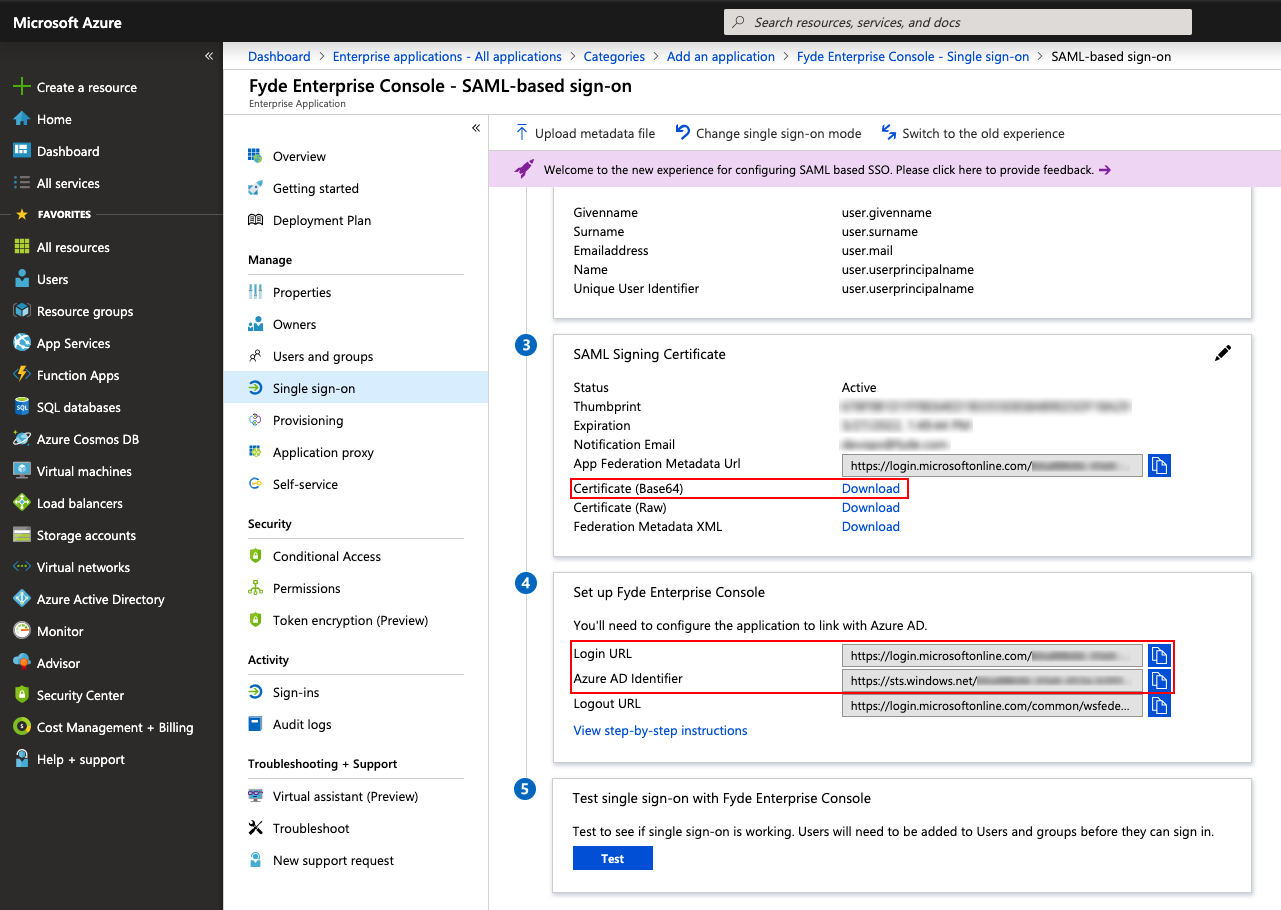 Microsoft Azure
Search resources, services, and docs
«
Create a resource
Home
Dashboard
All services
FAVORITES
All resources
Users
Resource groups
App Services
Function Apps
SQL databases
Azure Cosmos DB
Virtual machines
Load balancers
Storage accounts
Virtual networks
Azure Active Directory
Monitor
Advisor
Security Center
Cost Management + Billing
Help + support
Dashboard > Enterprise applications - All applications > Categories > Add an application > Fyde Enterprise Console - Single sign-on > SAML-based sign-on
Fyde Enterprise Console - SAML-based sign-on
Enterprise Application
«
Overview
Getting started
Deployment Plan
Manage
Properties
Owners
Users and groups
Single sign-on
Provisioning
Application proxy
Self-service
Security
Conditional Access
Permissions
Token encryption (Preview)
Activity
Sign-ins
Audit logs
Troubleshooting + Support
Virtual assistant (Preview)
Troubleshoot
New support request
Upload metadata file Change single sign-on mode Switch to the old experience
Welcome to the new experience for configuring SAML based SSO. Please click here to provide feedback. →
Givenname user.givenname
Surname user.surname
Emailaddress user.mail
Name user.userprincipalname
Unique User Identifier user.userprincipalname
3
SAML Signing Certificate
Status Active
Thumbprint
Expiration
Notification Email
App Federation Metadata Url https://login.microsoftonline.com/
Certificate (Base64) Download
Certificate (Raw) Download
Federation Metadata XML Download
4
Set up Fyde Enterprise Console
You'll need to configure the application to link with Azure AD.
Login URL https://login.microsoftonline.com/
Azure AD Identifier https://sts.windows.net/
Logout URL https://login.microsoftonline.com/common/wsfede...
View step-by-step instructions
5
Test single sign-on with Fyde Enterprise Console
Test to see if single sign-on is working. Users will need to be added to Users and groups before they can sign in.
Test